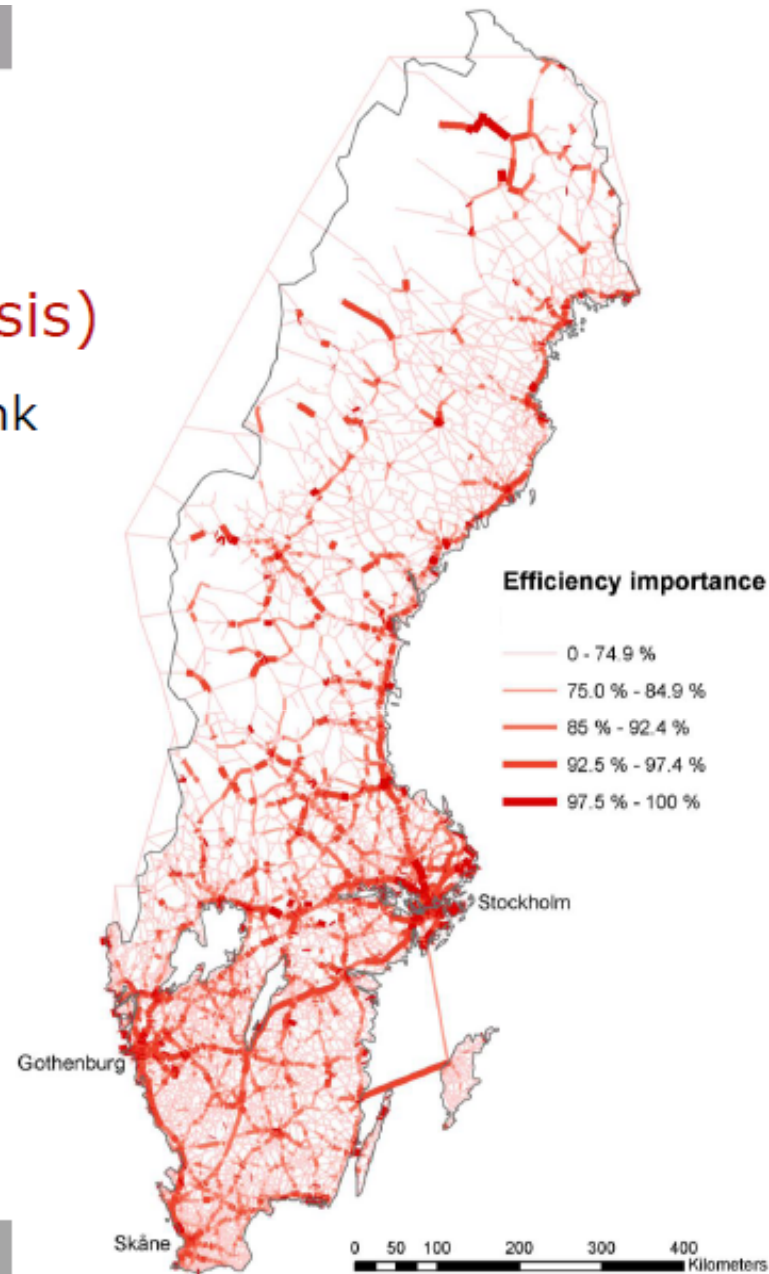 sis)
nk
Efficiency importance
0 - 74.9 %
75.0 % - 84.9 %
85 % - 92.4 %
92.5 % - 97.4 %
97.5 % - 100 %
Stockholm
Gothenburg
Skåne
0 50 100 200 300 400
Kilometers